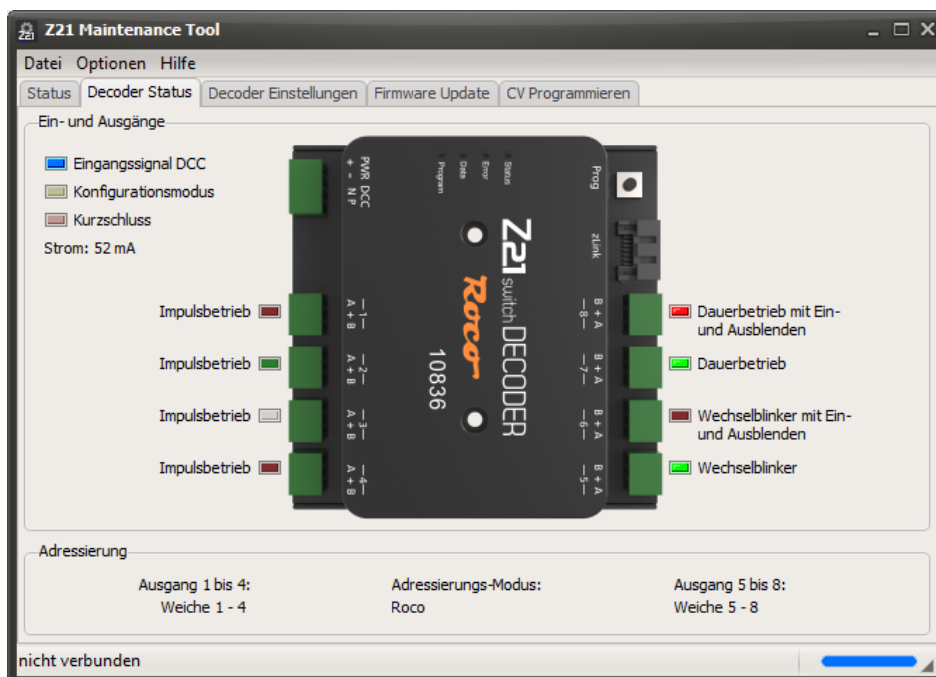 Z21 Maintenance Tool
Datei Optionen Hilfe
Status Decoder Status Decoder Einstellungen Firmware Update CV Programmieren
Ein- und Ausgänge
Eingangssignal DCC
Konfigurationsmodus
Kurzschluss
Strom: 52 mA
Impulsbetrieb
Impulsbetrieb
Impulsbetrieb
Impulsbetrieb
PWR DCC
+ - N P
Program
Data
Error
Status
Prog
zLink
Z21 switch DECODER
Roco
10836
—1—
A + B
—2—
A + B
—3—
A + B
—4—
A + B
B + A
—8—
B + A
—7—
B + A
—6—
B + A
—5—
Dauerbetrieb mit Ein-
und Ausblenden
Dauerbetrieb
Wechselblinker mit Ein-
und Ausblenden
Wechselblinker
Adressierung
Ausgang 1 bis 4: Adressierungs-Modus: Ausgang 5 bis 8:
Weiche 1 - 4 Roco Weiche 5 - 8
nicht verbunden